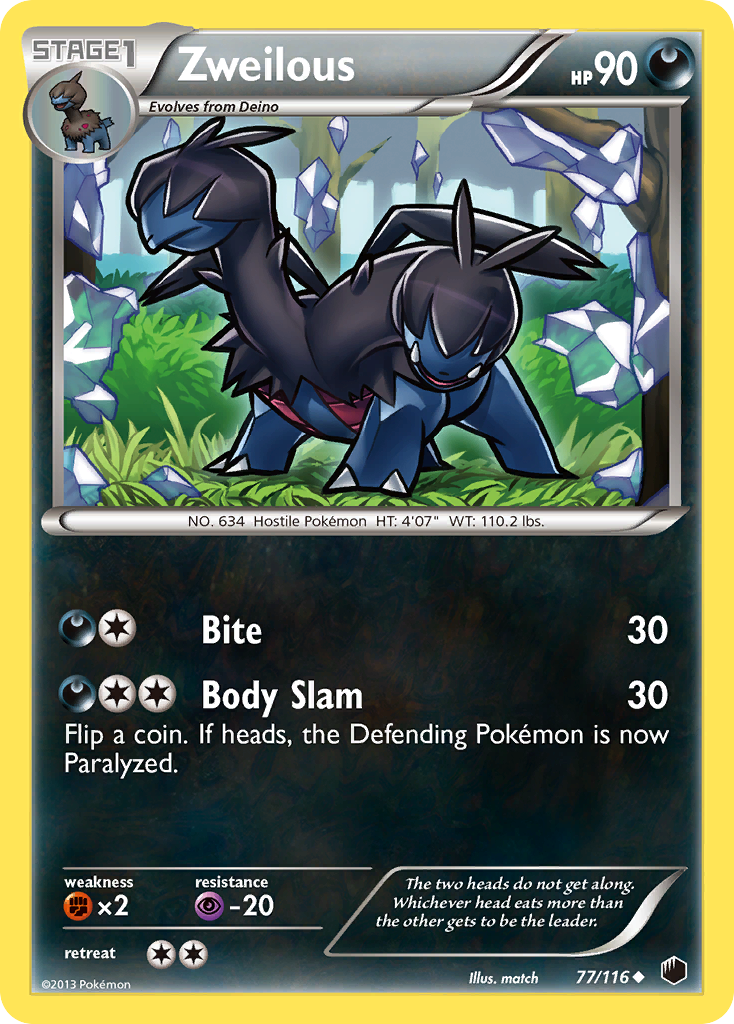 STAGE1
Zweilous
HP 90
Evolves from Deino
NO. 634 Hostile Pokémon HT: 4'07" WT: 110.2 lbs.
Bite 30
Body Slam 30
Flip a coin. If heads, the Defending Pokémon is now
Paralyzed.
weakness resistance
×2 -20
The two heads do not get along.
Whichever head eats more than
the other gets to be the leader.
retreat
©2013 Pokémon
Illus. match 77/116